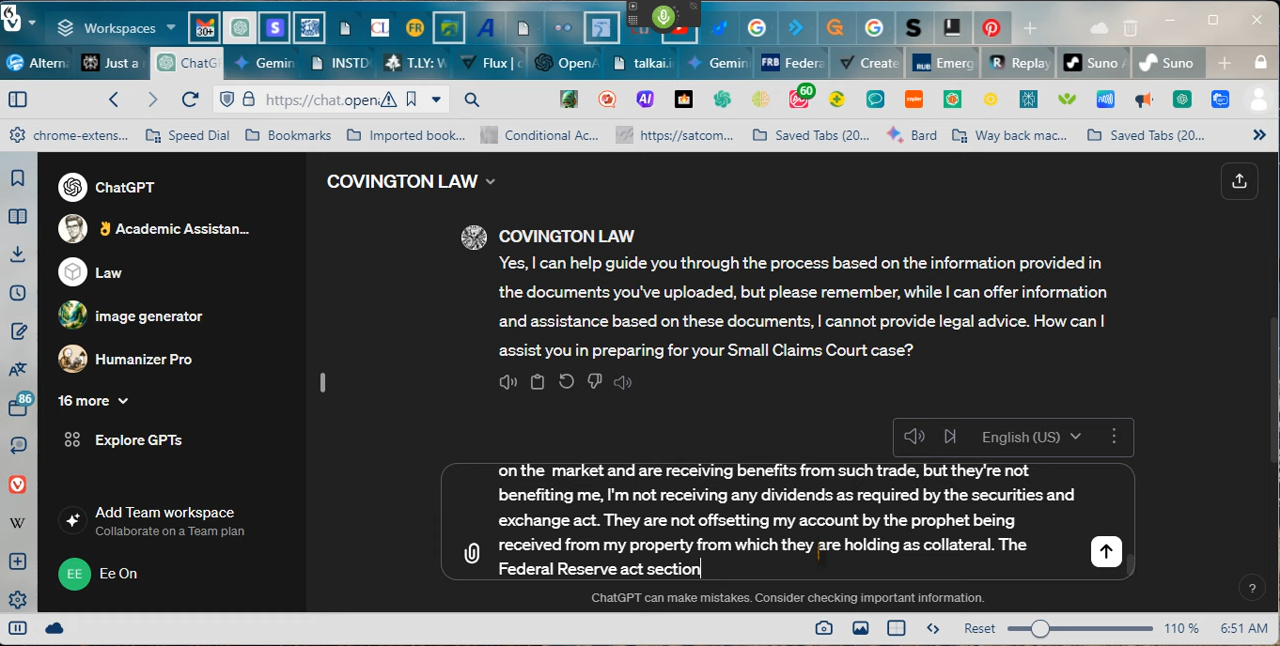 Workspaces
30+
CL
FR
A
S
Altern
Just a
ChatG
Gemin
INSTD
T.LY: W
Flux | c
OpenA
talkai.i
Gemini
FRB Federa
Create
RUB Emerg
Replay
Suno
Suno
https://chat.open
60
chrome-extens...
Speed Dial
Bookmarks
Imported book...
Conditional Ac...
https://satcom...
Saved Tabs (20...
Bard
Way back mac...
Saved Tabs (20...
ChatGPT
👌 Academic Assistan...
Law
image generator
Humanizer Pro
16 more
Explore GPTs
Add Team workspace
Collaborate on a Team plan
EE Ee On
86
COVINGTON LAW
COVINGTON LAW
Yes, I can help guide you through the process based on the information provided in
the documents you've uploaded, but please remember, while I can offer information
and assistance based on these documents, I cannot provide legal advice. How can I
assist you in preparing for your Small Claims Court case?
English (US)
on the market and are receiving benefits from such trade, but they're not
benefiting me, I'm not receiving any dividends as required by the securities and
exchange act. They are not offsetting my account by the prophet being
received from my property from which they are holding as collateral. The
Federal Reserve act section
ChatGPT can make mistakes. Consider checking important information.
?
Reset
110 %
6:51 AM